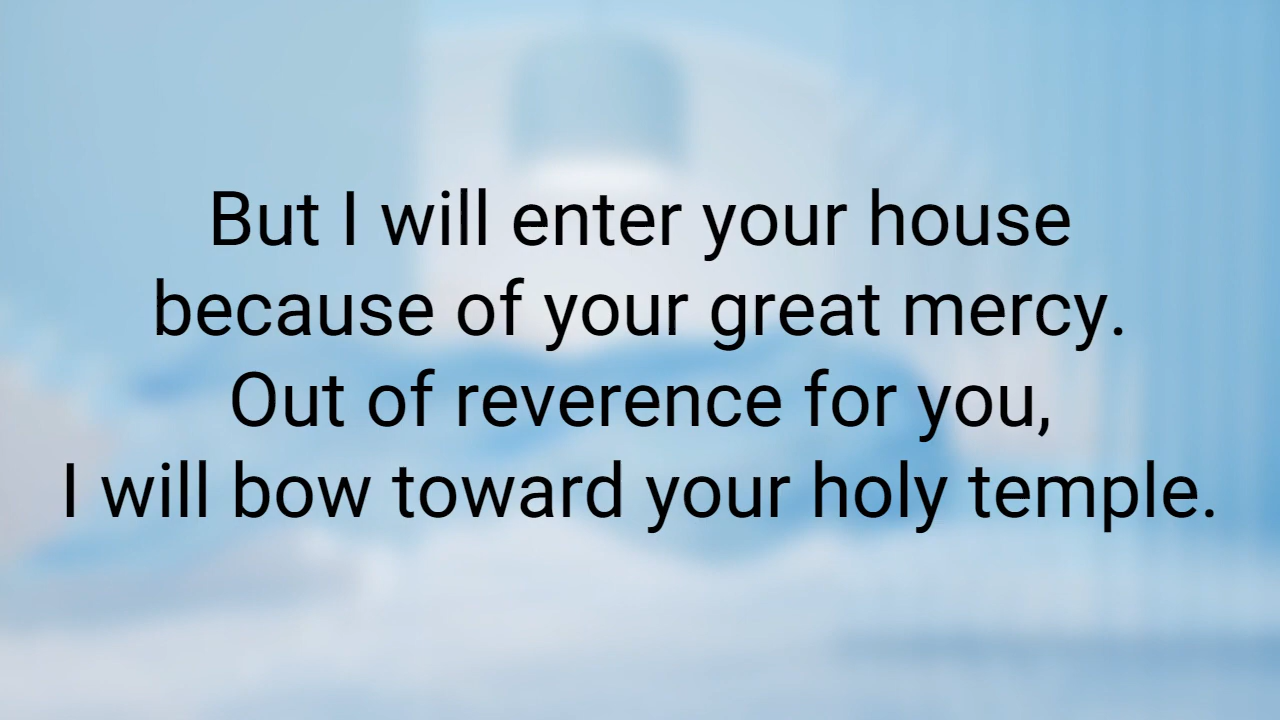 But I will enter your house
because of your great mercy.
Out of reverence for you,
I will bow toward your holy temple.